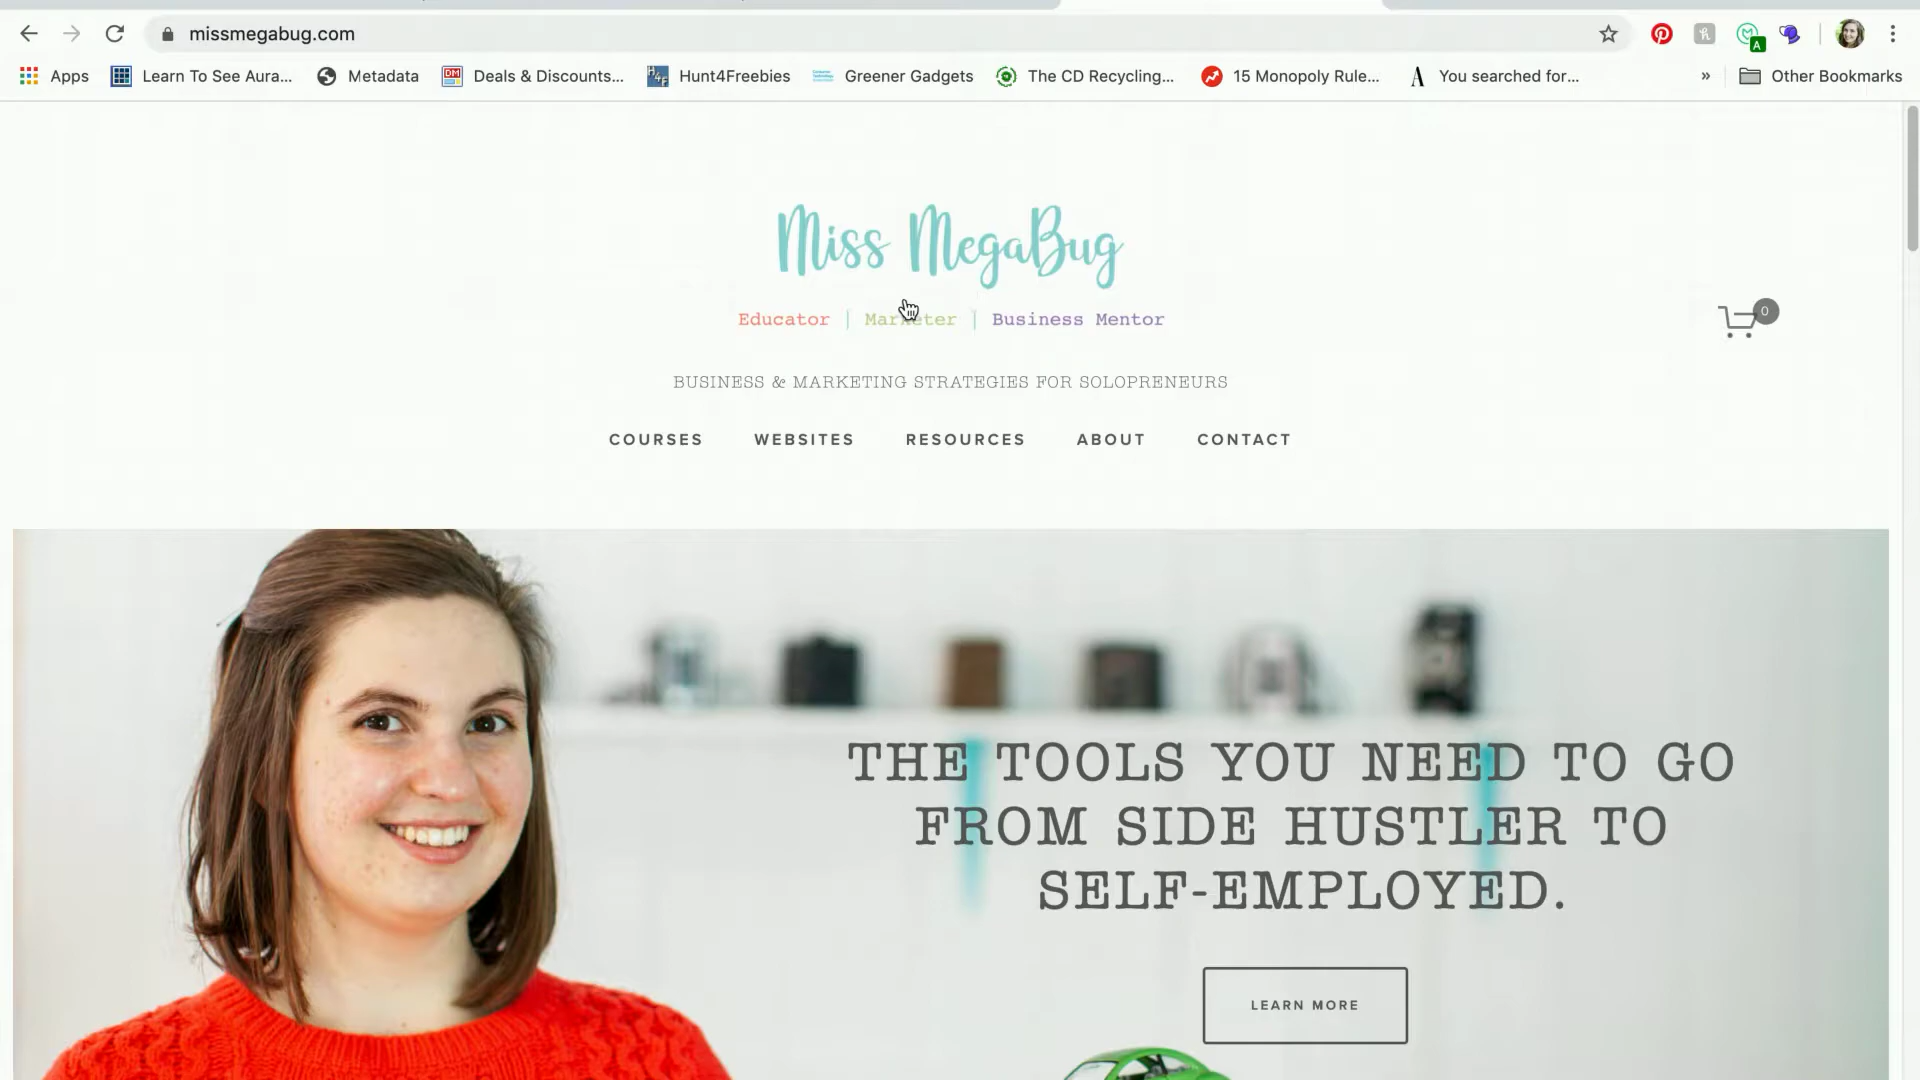 missmegabug.com
Apps Learn To See Aura... Metadata Deals & Discounts... Hunt4Freebies Greener Gadgets The CD Recycling... 15 Monopoly Rule... You searched for... » Other Bookmarks
Miss MegaBug
Educator | Marketer | Business Mentor
0
BUSINESS & MARKETING STRATEGIES FOR SOLOPRENEURS
COURSES WEBSITES RESOURCES ABOUT CONTACT
THE TOOLS YOU NEED TO GO
FROM SIDE HUSTLER TO
SELF-EMPLOYED.
LEARN MORE